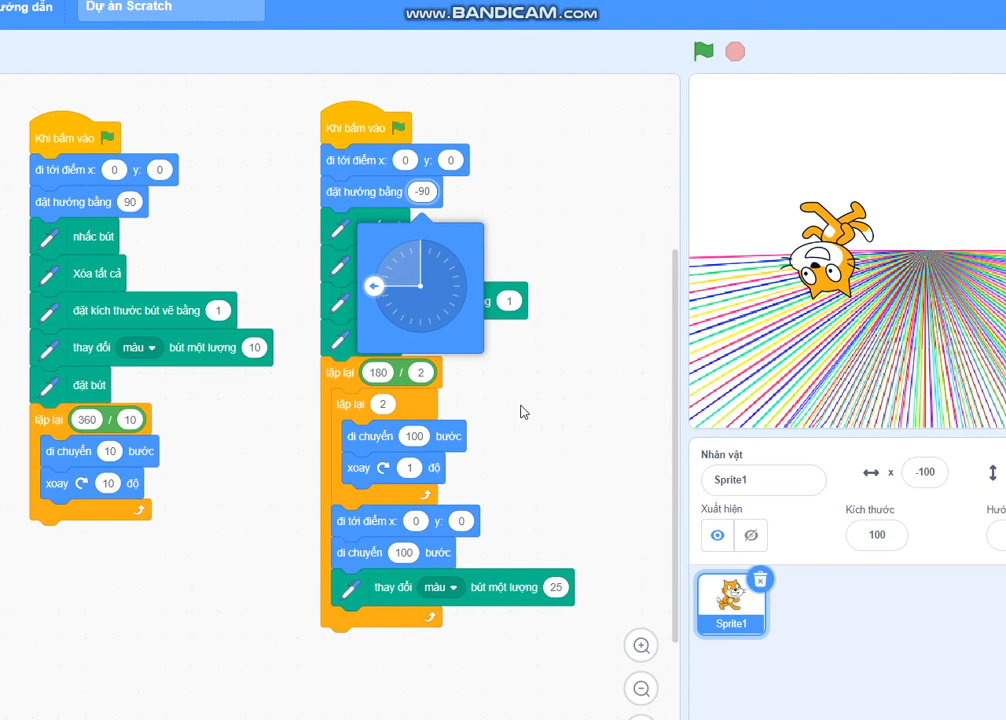 ướng dẫn
Dự án Scratch
www.BANDICAM.com
Khi bấm vào
đi tới điểm x: 0 y: 0
đặt hướng bằng 90
nhấc bút
Xóa tất cả
đặt kích thước bút vẽ bằng 1
thay đổi màu bút một lượng 10
đặt bút
lặp lại 360 / 10
di chuyển 10 bước
xoay 10 độ
Khi bấm vào
đi tới điểm x: 0 y: 0
đặt hướng bằng -90
g 1
lặp lại 180 / 2
lặp lại 2
di chuyển 100 bước
xoay 1 độ
đi tới điểm x: 0 y: 0
di chuyển 100 bước
thay đổi màu bút một lượng 25
Nhân vật
Sprite1
x -100
Xuất hiện
Kích thước
100
Hướ
Sprite1